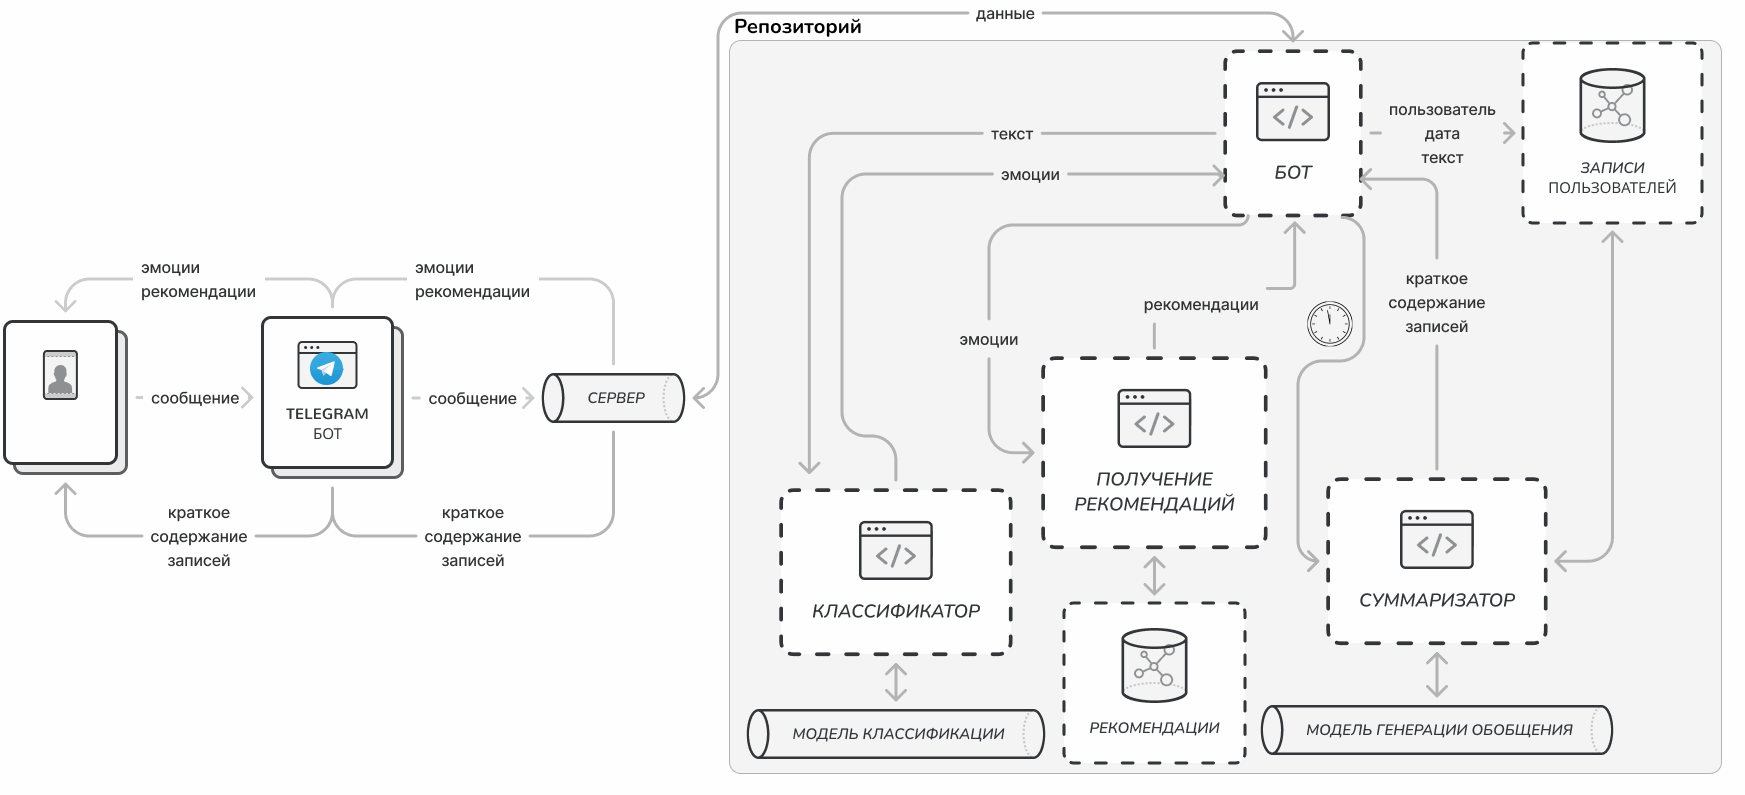 данные
Репозиторий
БОТ
пользователь
дата
текст
ЗАПИСИ
ПОЛЬЗОВАТЕЛЕЙ
текст
эмоции
эмоции
рекомендации
эмоции
рекомендации
рекомендации
краткое
содержание
записей
эмоции
сообщение
TELEGRAM
БОТ
сообщение
СЕРВЕР
ПОЛУЧЕНИЕ
РЕКОМЕНДАЦИЙ
краткое
содержание
записей
краткое
содержание
записей
КЛАССИФИКАТОР
СУММАРИЗАТОР
РЕКОМЕНДАЦИИ
МОДЕЛЬ КЛАССИФИКАЦИИ
МОДЕЛЬ ГЕНЕРАЦИИ ОБОБЩЕНИЯ